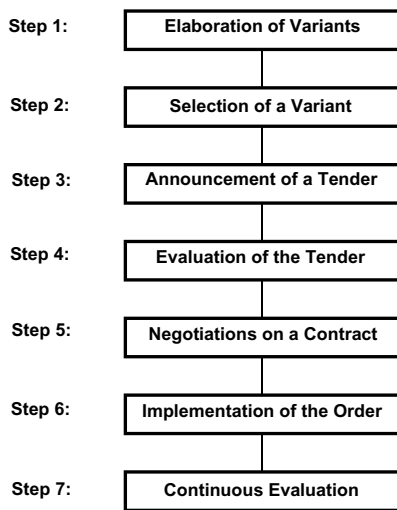 Step 1: Elaboration of Variants
Step 2: Selection of a Variant
Step 3: Announcement of a Tender
Step 4: Evaluation of the Tender
Step 5: Negotiations on a Contract
Step 6: Implementation of the Order
Step 7: Continuous Evaluation